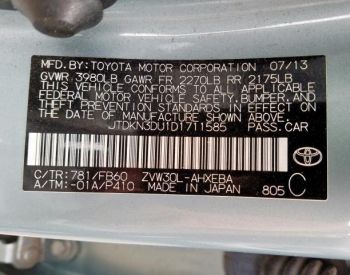 MFD. BY: TOYOTA MOTOR CORPORATION 07/13
GVWR 3980LB GAWR FR 2270LB RR 2175LB
THIS VEHICLE CONFORMS TO ALL APPLICABLE
FEDERAL MOTOR VEHICLE SAFETY, BUMPER, AND
THEFT PREVENTION STANDARDS IN EFFECT ON
THE DATE OF MANUFACTURE SHOWN ABOVE.
JTDKN3DU1D1711585 PASS.CAR
C/TR: 781/FB60 ZVW30L-AHXEBA
A/TM: -01A/P410 MADE IN JAPAN 805 C
TOYOTA